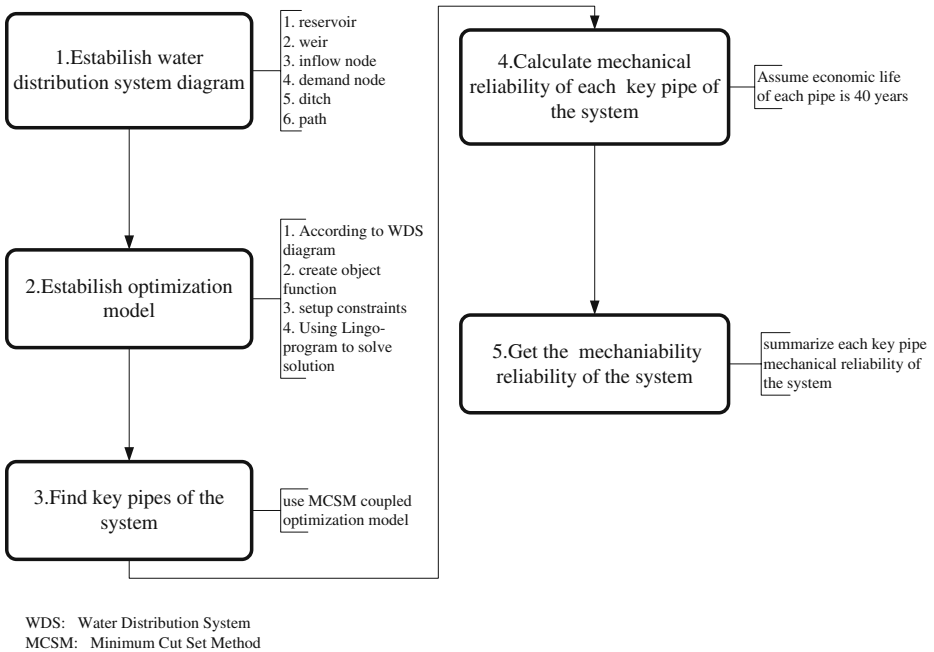 1.Estabilish water
distribution system diagram
1. reservoir
2. weir
3. inflow node
4. demand node
5. ditch
6. path
2.Estabilish optimization
model
1. According to WDS
diagram
2. create object
function
3. setup constraints
4. Using Lingo-
program to solve
solution
3.Find key pipes of the
system
use MCSM coupled
optimization model
4.Calculate mechanical
reliability of each key pipe of
the system
Assume economic life
of each pipe is 40 years
5.Get the mechaniability
reliability of the system
summarize each key pipe
mechanical reliability of
the system
WDS: Water Distribution System
MCSM: Minimum Cut Set Method